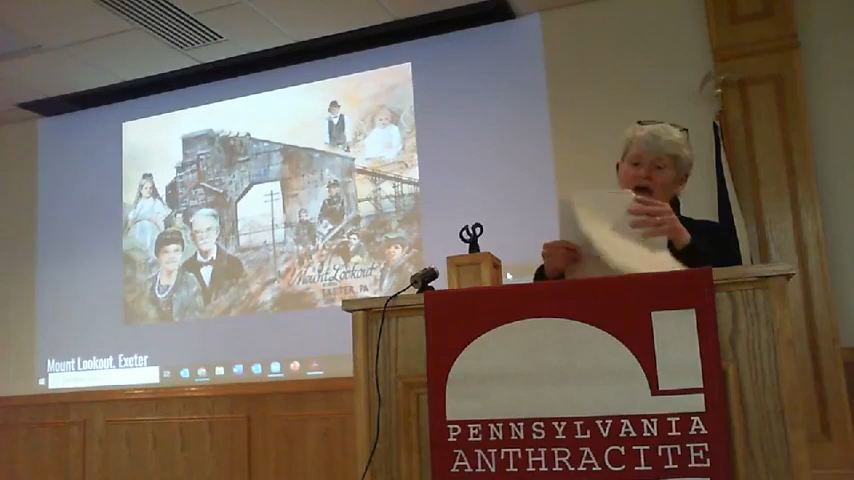 Mount Lookout
EXETER, PA
Mount Lookout, Exeter
PENNSYLVANIA
ANTHRACITE